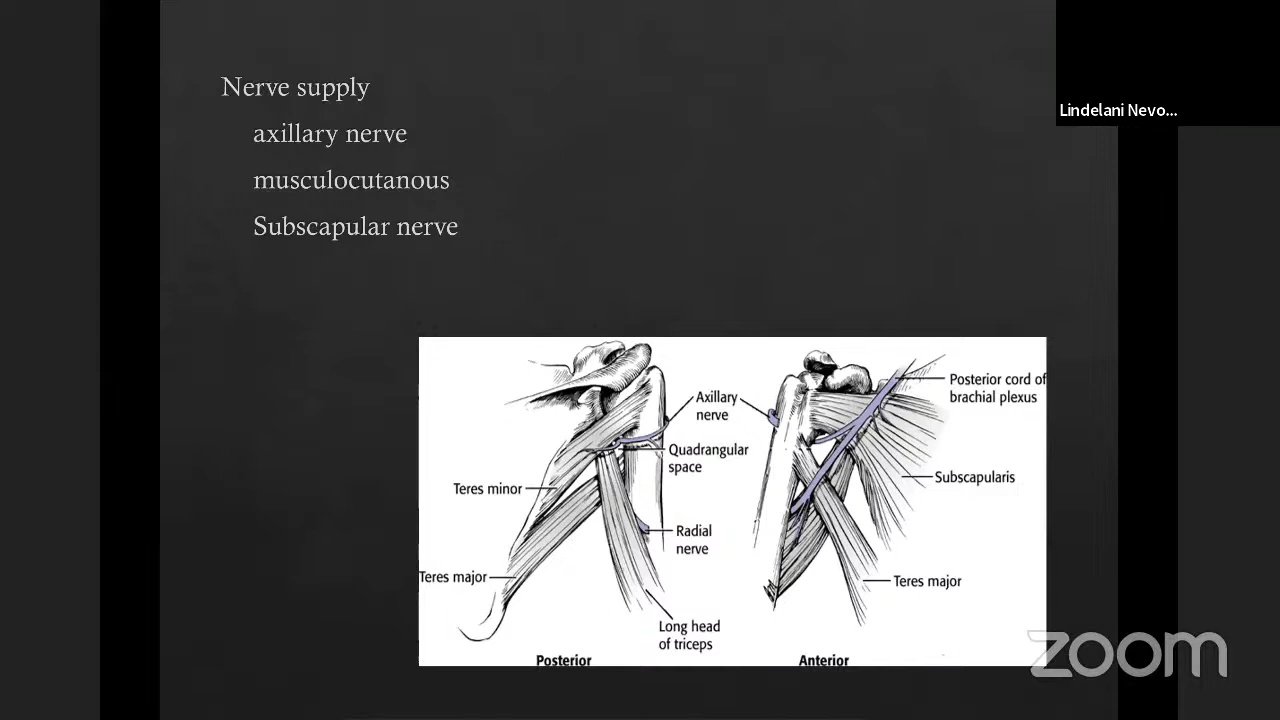 Nerve supply
axillary nerve
musculocutanous
Subscapular nerve
Lindelani Nevo...
Axillary
nerve
Quadrangular
space
Teres minor
Radial
nerve
Teres major
Long head
of triceps
Posterior
Posterior cord of
brachial plexus
Subscapularis
Teres major
Anterior
zoom